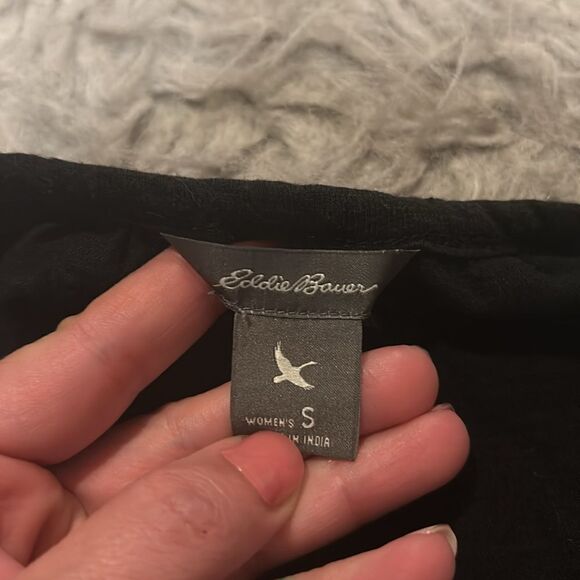 Eddie Bauer
WOMEN'S S
IN INDIA